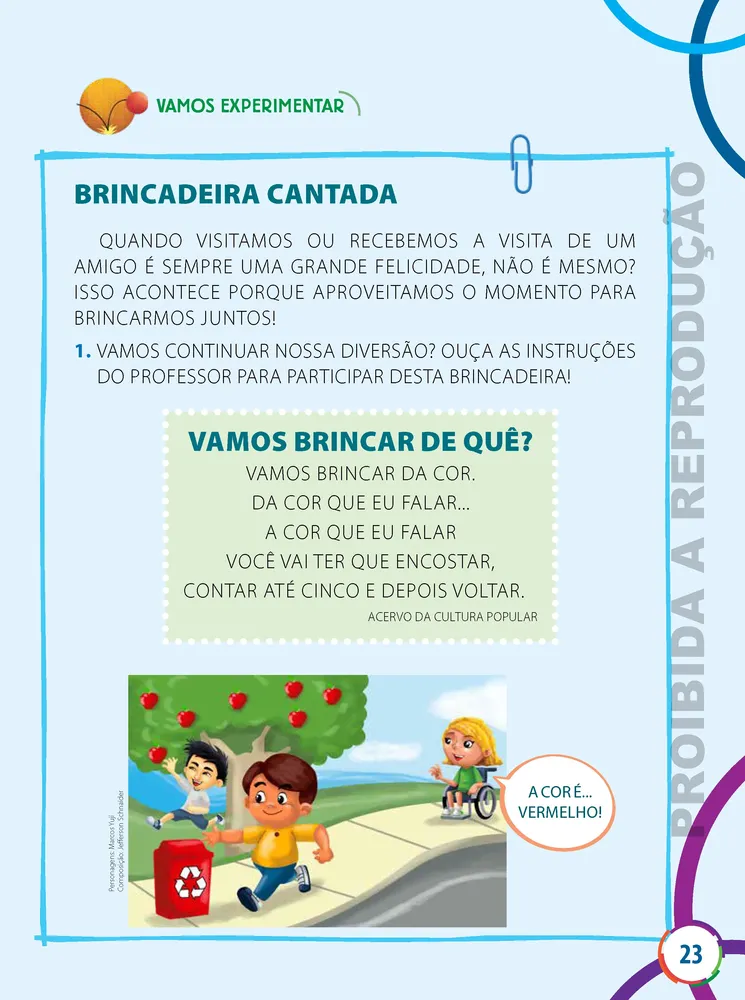 VAMOS EXPERIMENTAR
BRINCADEIRA CANTADA
QUANDO VISITAMOS OU RECEBEMOS A VISITA DE UM
AMIGO É SEMPRE UMA GRANDE FELICIDADE, NÃO É MESMO?
ISSO ACONTECE PORQUE APROVEITAMOS O MOMENTO PARA
BRINCARMOS JUNTOS!
1. VAMOS CONTINUAR NOSSA DIVERSÃO? OUÇA AS INSTRUÇÕES
DO PROFESSOR PARA PARTICIPAR DESTA BRINCADEIRA!
VAMOS BRINCAR DE QUÊ?
VAMOS BRINCAR DA COR.
DA COR QUE EU FALAR...
A COR QUE EU FALAR
VOCÊ VAI TER QUE ENCOSTAR,
CONTAR ATÉ CINCO E DEPOIS VOLTAR.
ACERVO DA CULTURA POPULAR
A COR É...
VERMELHO!
Personagens: Marcos Yuji
Composição: Jefferson Schnaider
PROIBIDA A REPRODUÇÃO
23